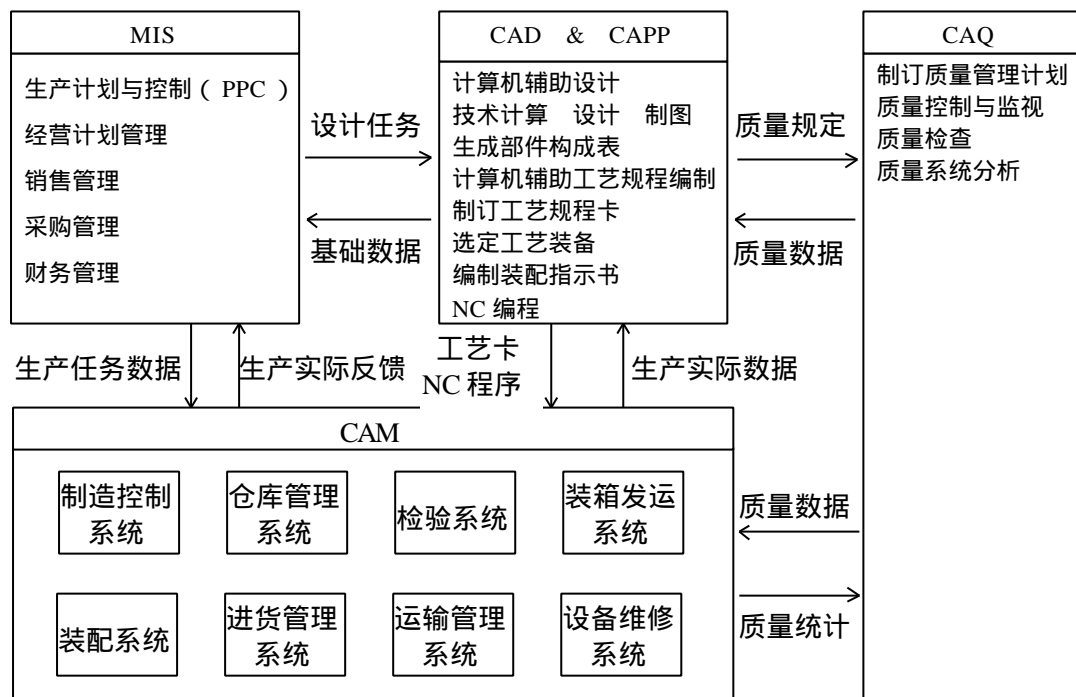 MIS
生产计划与控制（PPC）
经营计划管理
销售管理
采购管理
财务管理
设计任务
基础数据
CAD & CAPP
计算机辅助设计
技术计算 设计 制图
生成部件构成表
计算机辅助工艺规程编制
制订工艺规程卡
选定工艺装备
编制装配指示书
NC 编程
质量规定
质量数据
CAQ
制订质量管理计划
质量控制与监视
质量检查
质量系统分析
生产任务数据
生产实际反馈
工艺卡
NC 程序
生产实际数据
CAM
制造控制
系统
仓库管理
系统
检验系统
装箱发运
系统
装配系统
进货管理
系统
运输管理
系统
设备维修
系统
质量数据
质量统计